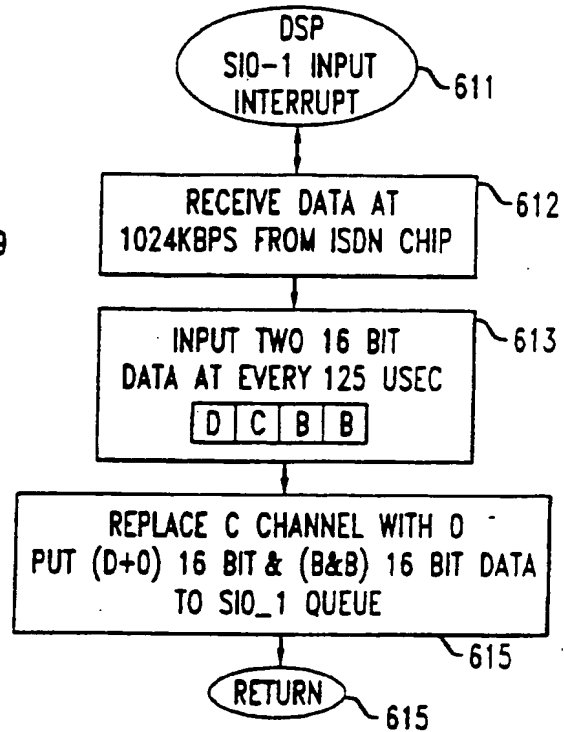 DSP
SIO-1 INPUT
INTERRUPT
611
RECEIVE DATA AT
1024KBPS FROM ISDN CHIP
612
9
INPUT TWO 16 BIT
DATA AT EVERY 125 USEC
D C B B
613
REPLACE C CHANNEL WITH 0
PUT (D+0) 16 BIT & (B&B) 16 BIT DATA
TO SIO_1 QUEUE
615
RETURN
615